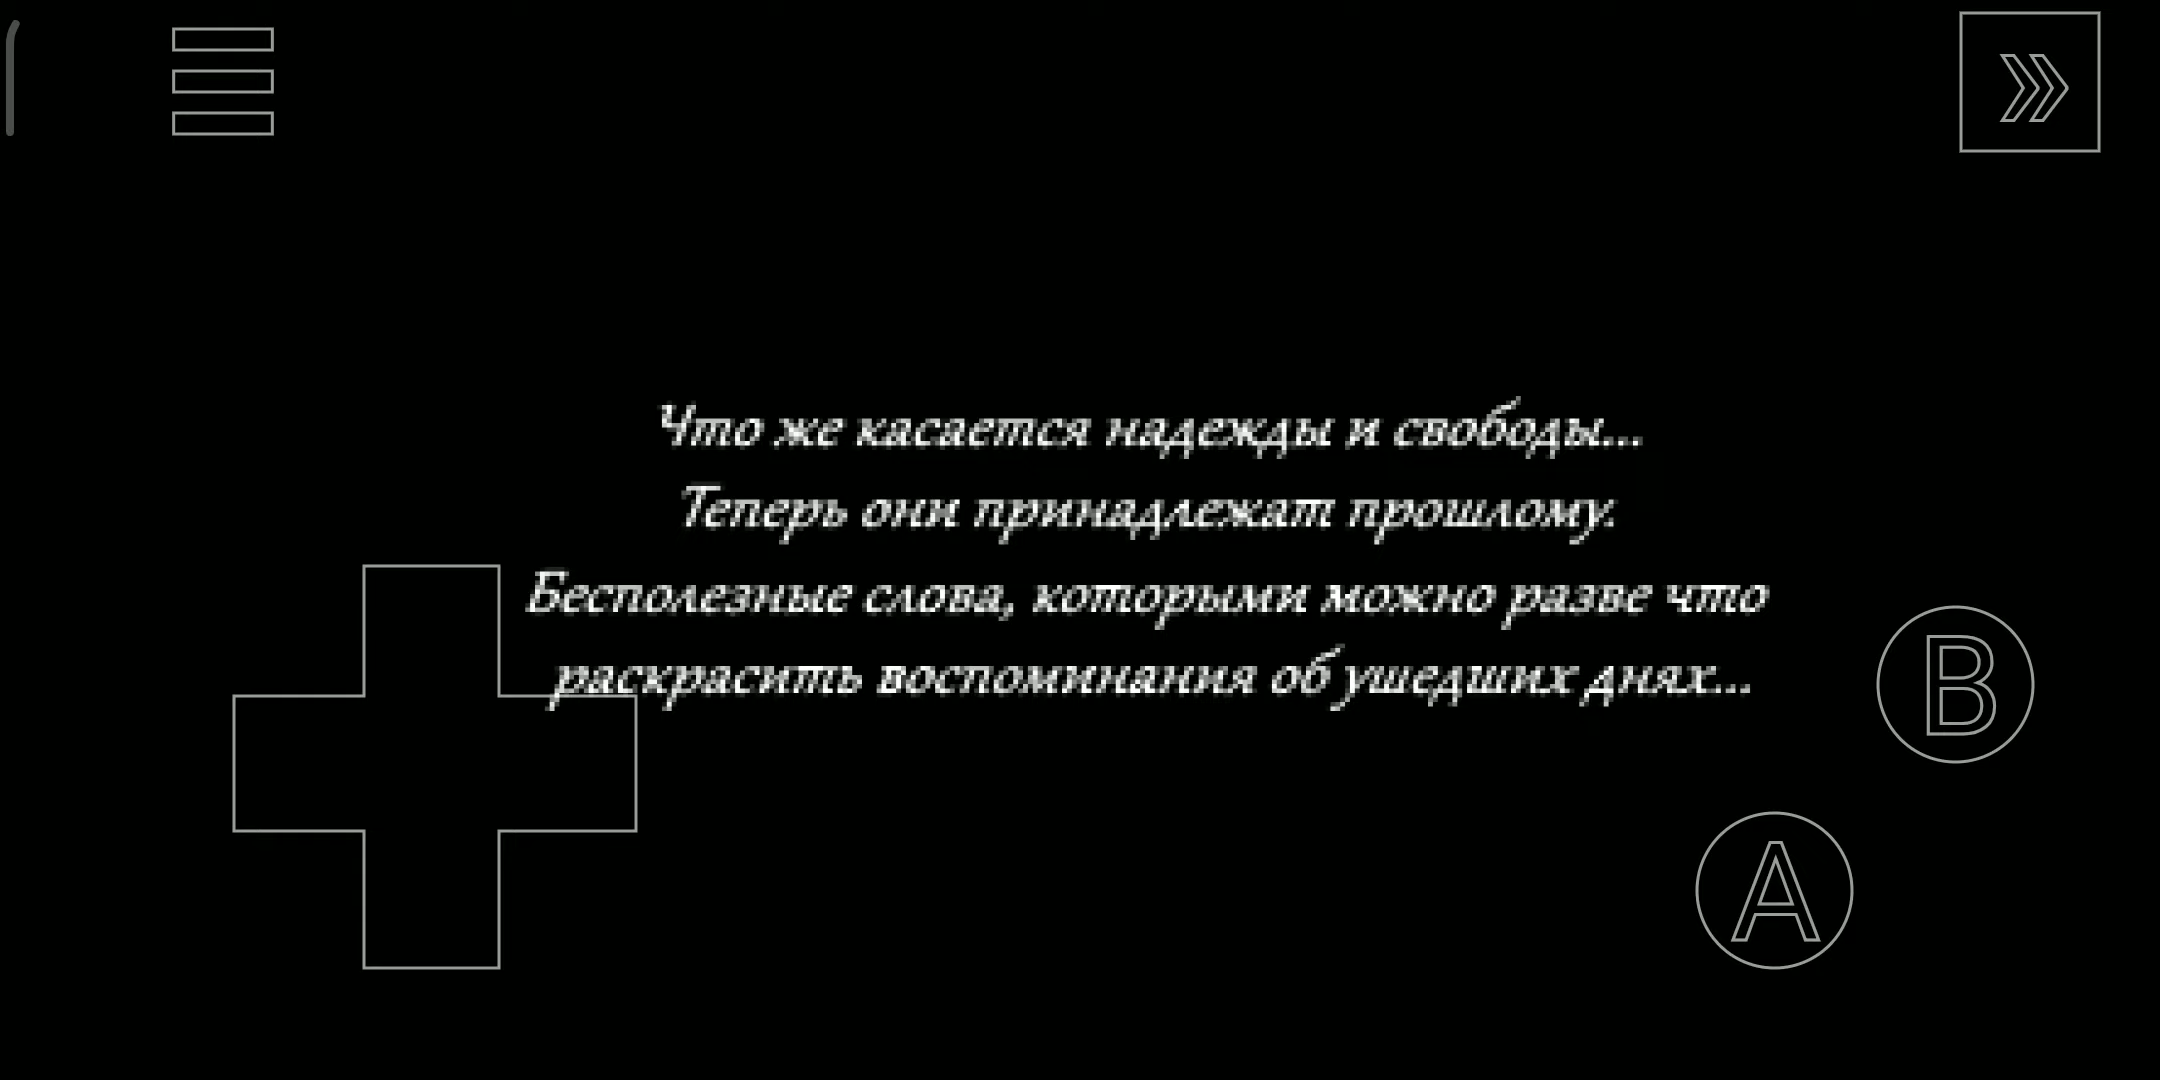 Что же касается надежды и свободы...
Теперь они принадлежат прошлому.
Бесполезные слова, которыми можно разве что
раскрасить воспоминания об ушедших днях...
B
A